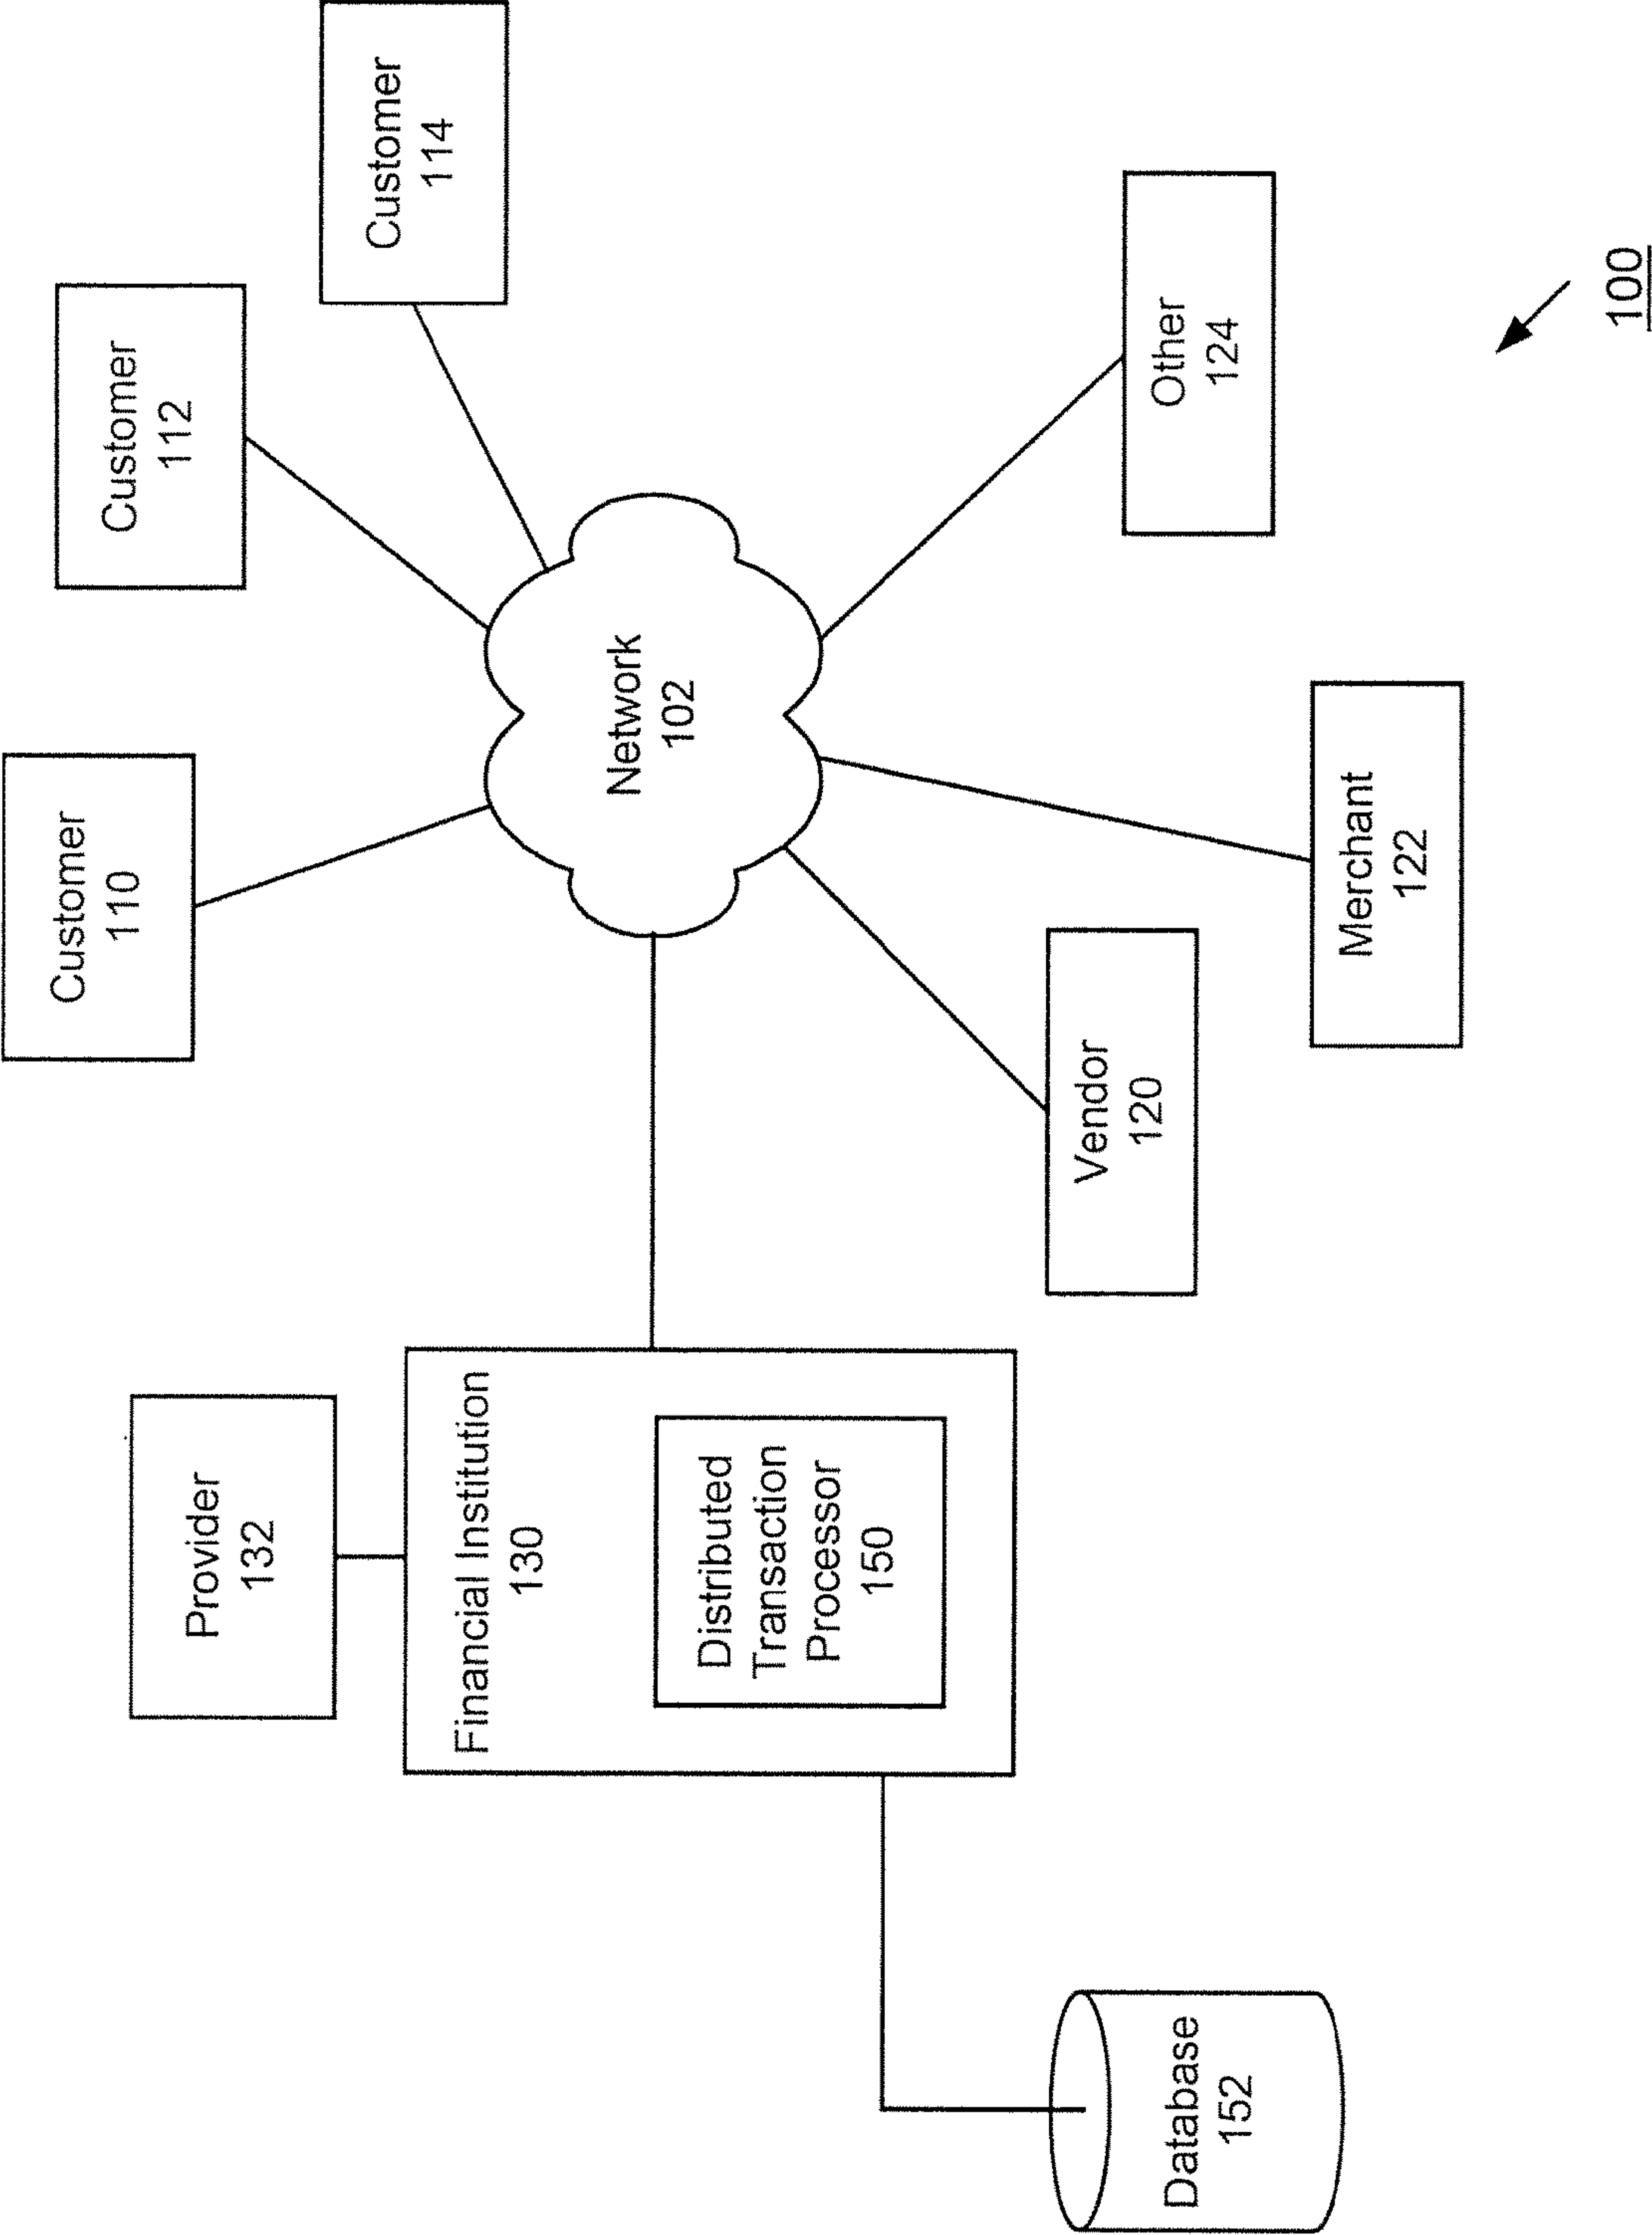 Customer
110
Customer
112
Customer
114
Provider
132
Financial Institution
130
Distributed
Transaction
Processor
150
Network
102
Database
152
Vendor
120
Merchant
122
Other
124
100